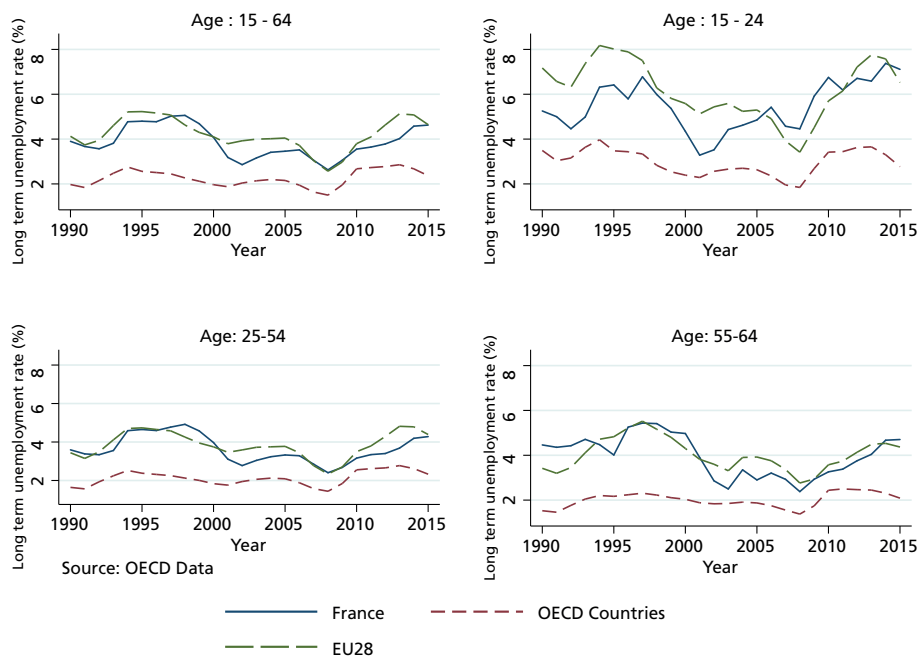 Age : 15 - 64
Long term unemployment rate (%)
8
6
4
2
1990 1995 2000 2005 2010 2015
Year
Age : 15 - 24
Long term unemployment rate (%)
8
6
4
2
1990 1995 2000 2005 2010 2015
Year
Age: 25-54
Long term unemployment rate (%)
8
6
4
2
1990 1995 2000 2005 2010 2015
Year
Age: 55-64
Long term unemployment rate (%)
8
6
4
2
1990 1995 2000 2005 2010 2015
Year
Source: OECD Data
France
OECD Countries
EU28